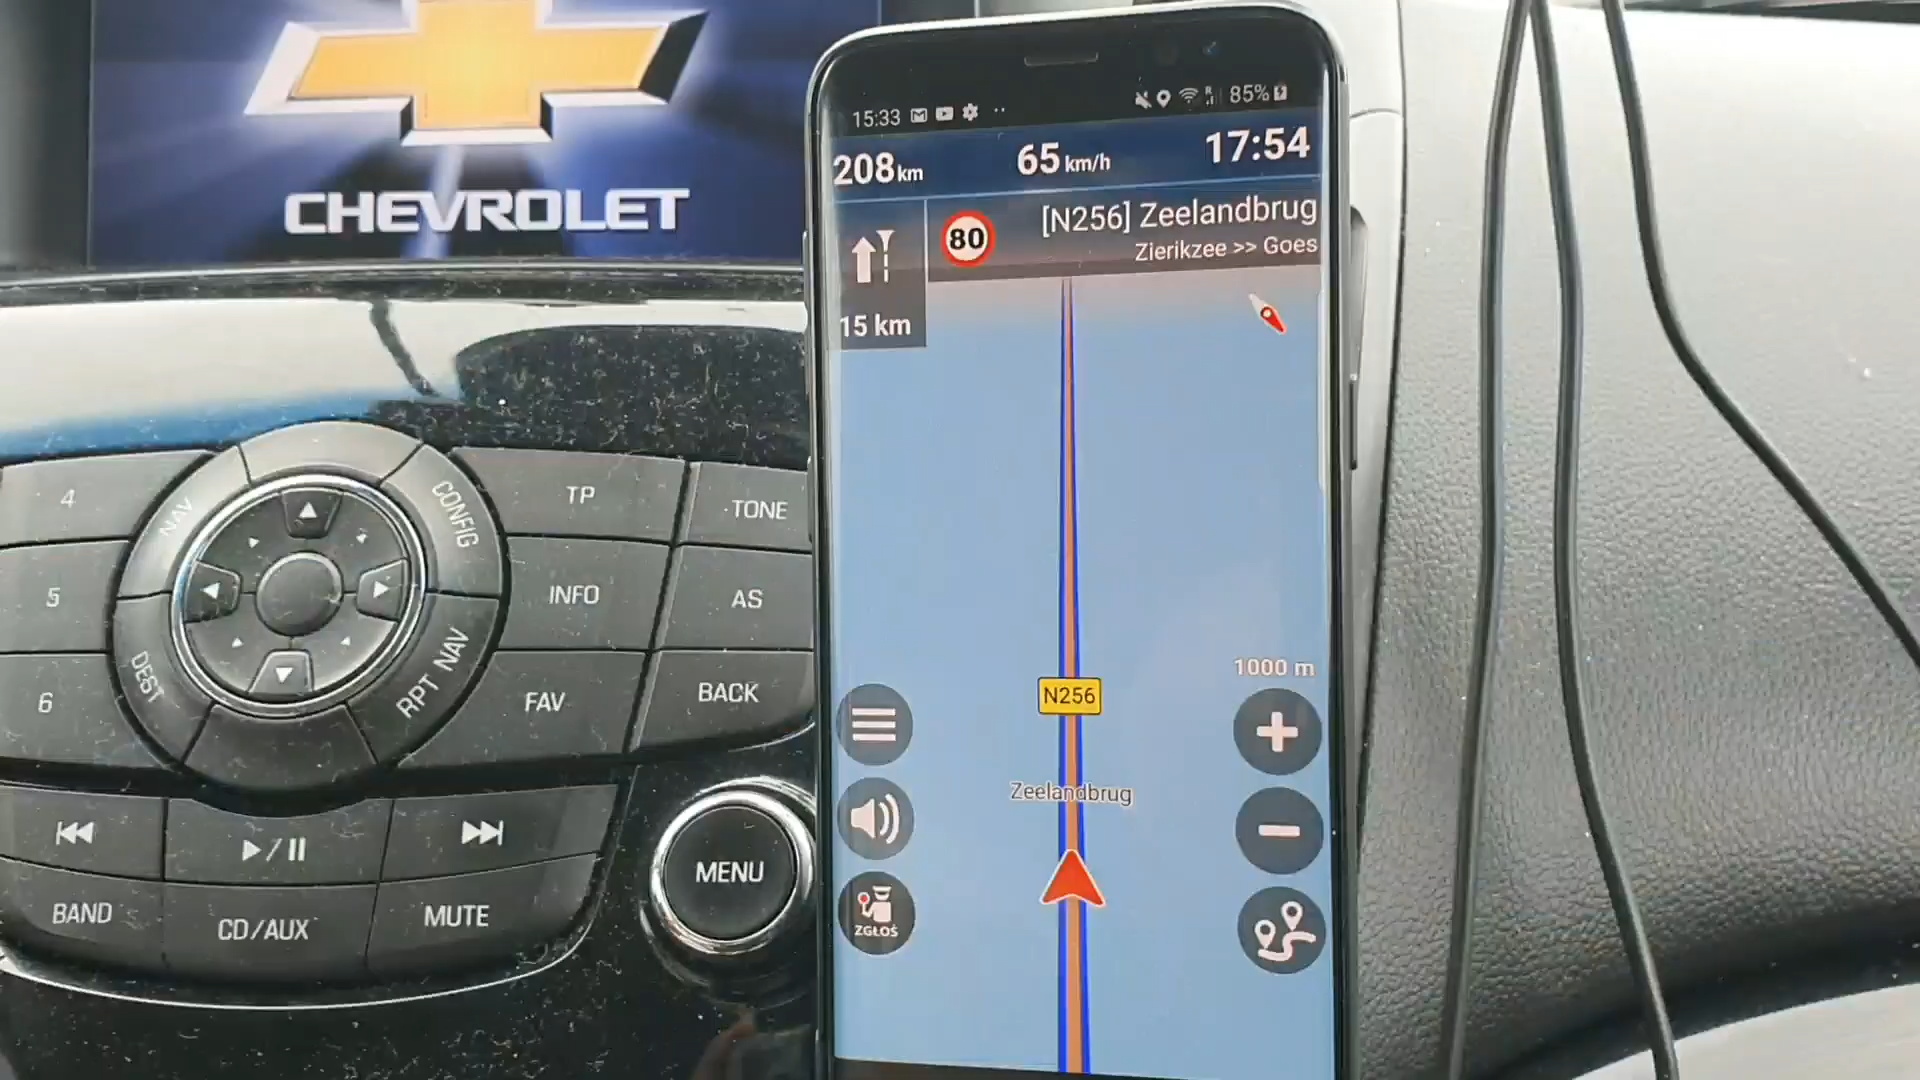 CHEVROLET
4
5
6
NAV
CONFIG
DEST
RPT NAV
TP
TONE
INFO
AS
FAV
BACK
BAND
CD/AUX
MUTE
MENU
15:33
85%
208 km
65 km/h
17:54
80
[N256] Zeelandbrug
Zierikzee >> Goes
15 km
1000 m
N256
Zeelandbrug
ZGŁOŚ